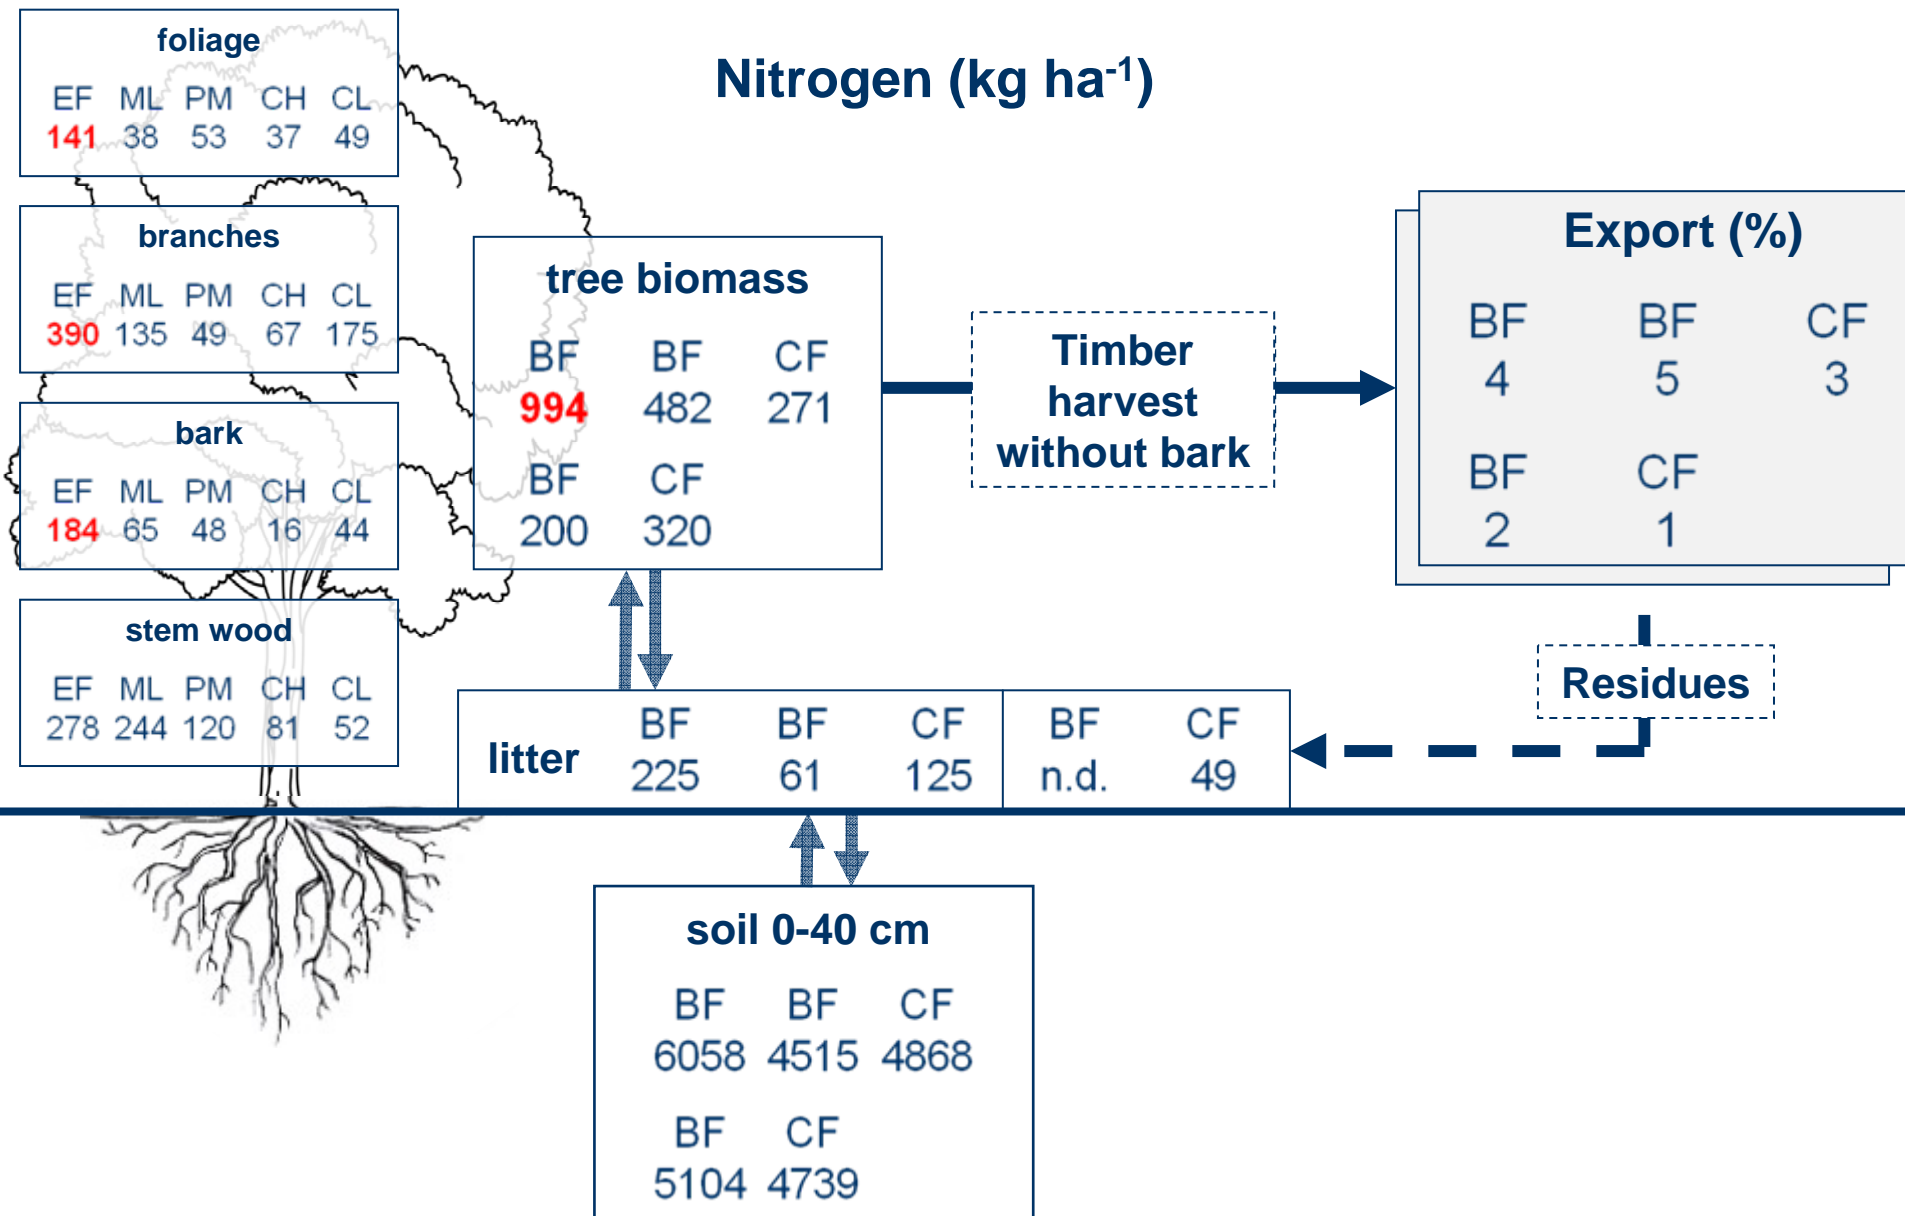 Nitrogen (kg ha-1)
foliage
EF ML PM CH CL
141 38 53 37 49
branches
EF ML PM CH CL
390 135 49 67 175
bark
EF ML PM CH CL
184 65 48 16 44
stem wood
EF ML PM CH CL
278 244 120 81 52
tree biomass
BF BF CF
994 482 271
BF CF
200 320
Timber
harvest
without bark
Export (%)
BF BF CF
4 5 3
BF CF
2 1
Residues
litter
BF BF CF BF CF
225 61 125 n.d. 49
soil 0-40 cm
BF BF CF
6058 4515 4868
BF CF
5104 4739